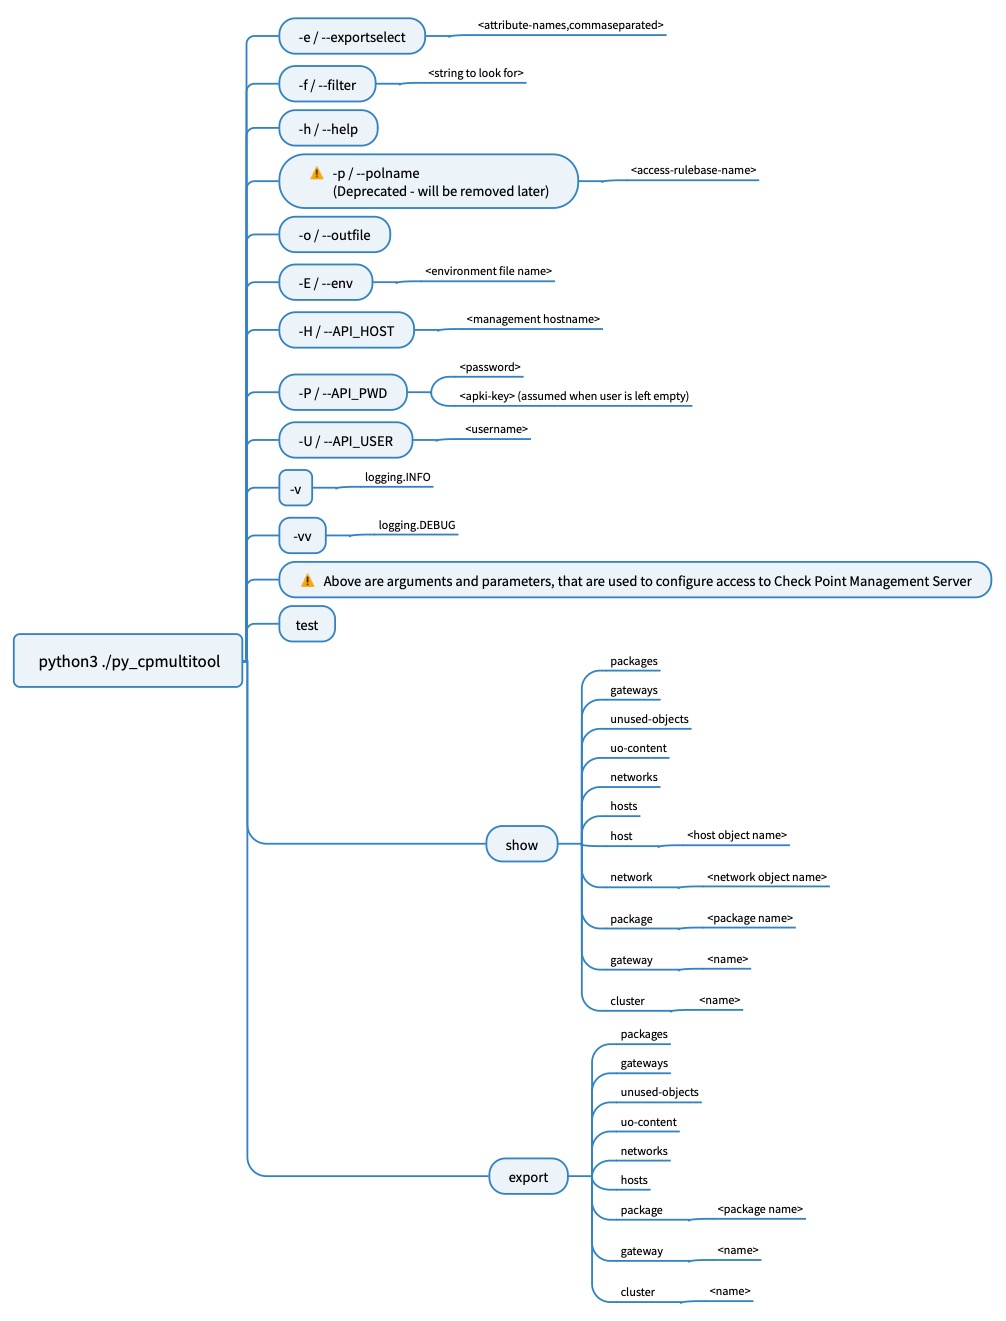 -e / --exportselect
<attribute-names,commaseparated>
-f / --filter
<string to look for>
-h / --help
-p / --polname
(Deprecated - will be removed later)
<access-rulebase-name>
-o / --outfile
-E / --env
<environment file name>
-H / --API_HOST
<management hostname>
-P / --API_PWD
<password>
<apki-key> (assumed when user is left empty)
-U / --API_USER
<username>
-v
logging.INFO
-vv
logging.DEBUG
Above are arguments and parameters, that are used to configure access to Check Point Management Server
test
python3 ./py_cpmultitool
show
packages
gateways
unused-objects
uo-content
networks
hosts
host
<host object name>
network
<network object name>
package
<package name>
gateway
<name>
cluster
<name>
export
packages
gateways
unused-objects
uo-content
networks
hosts
package
<package name>
gateway
<name>
cluster
<name>